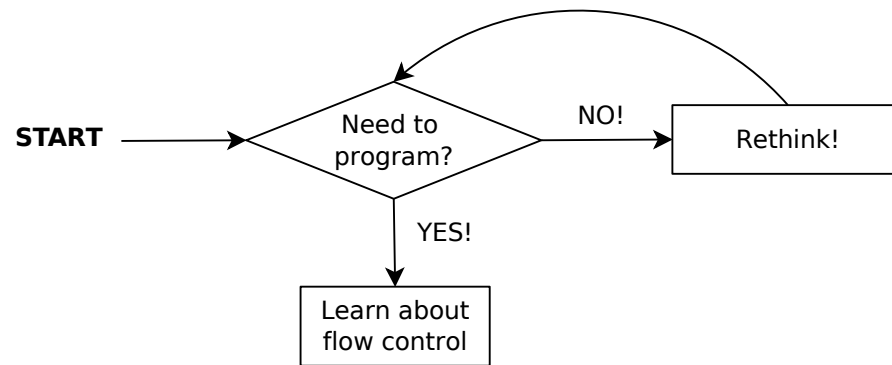 START
Need to
program?
NO!
Rethink!
YES!
Learn about
flow control